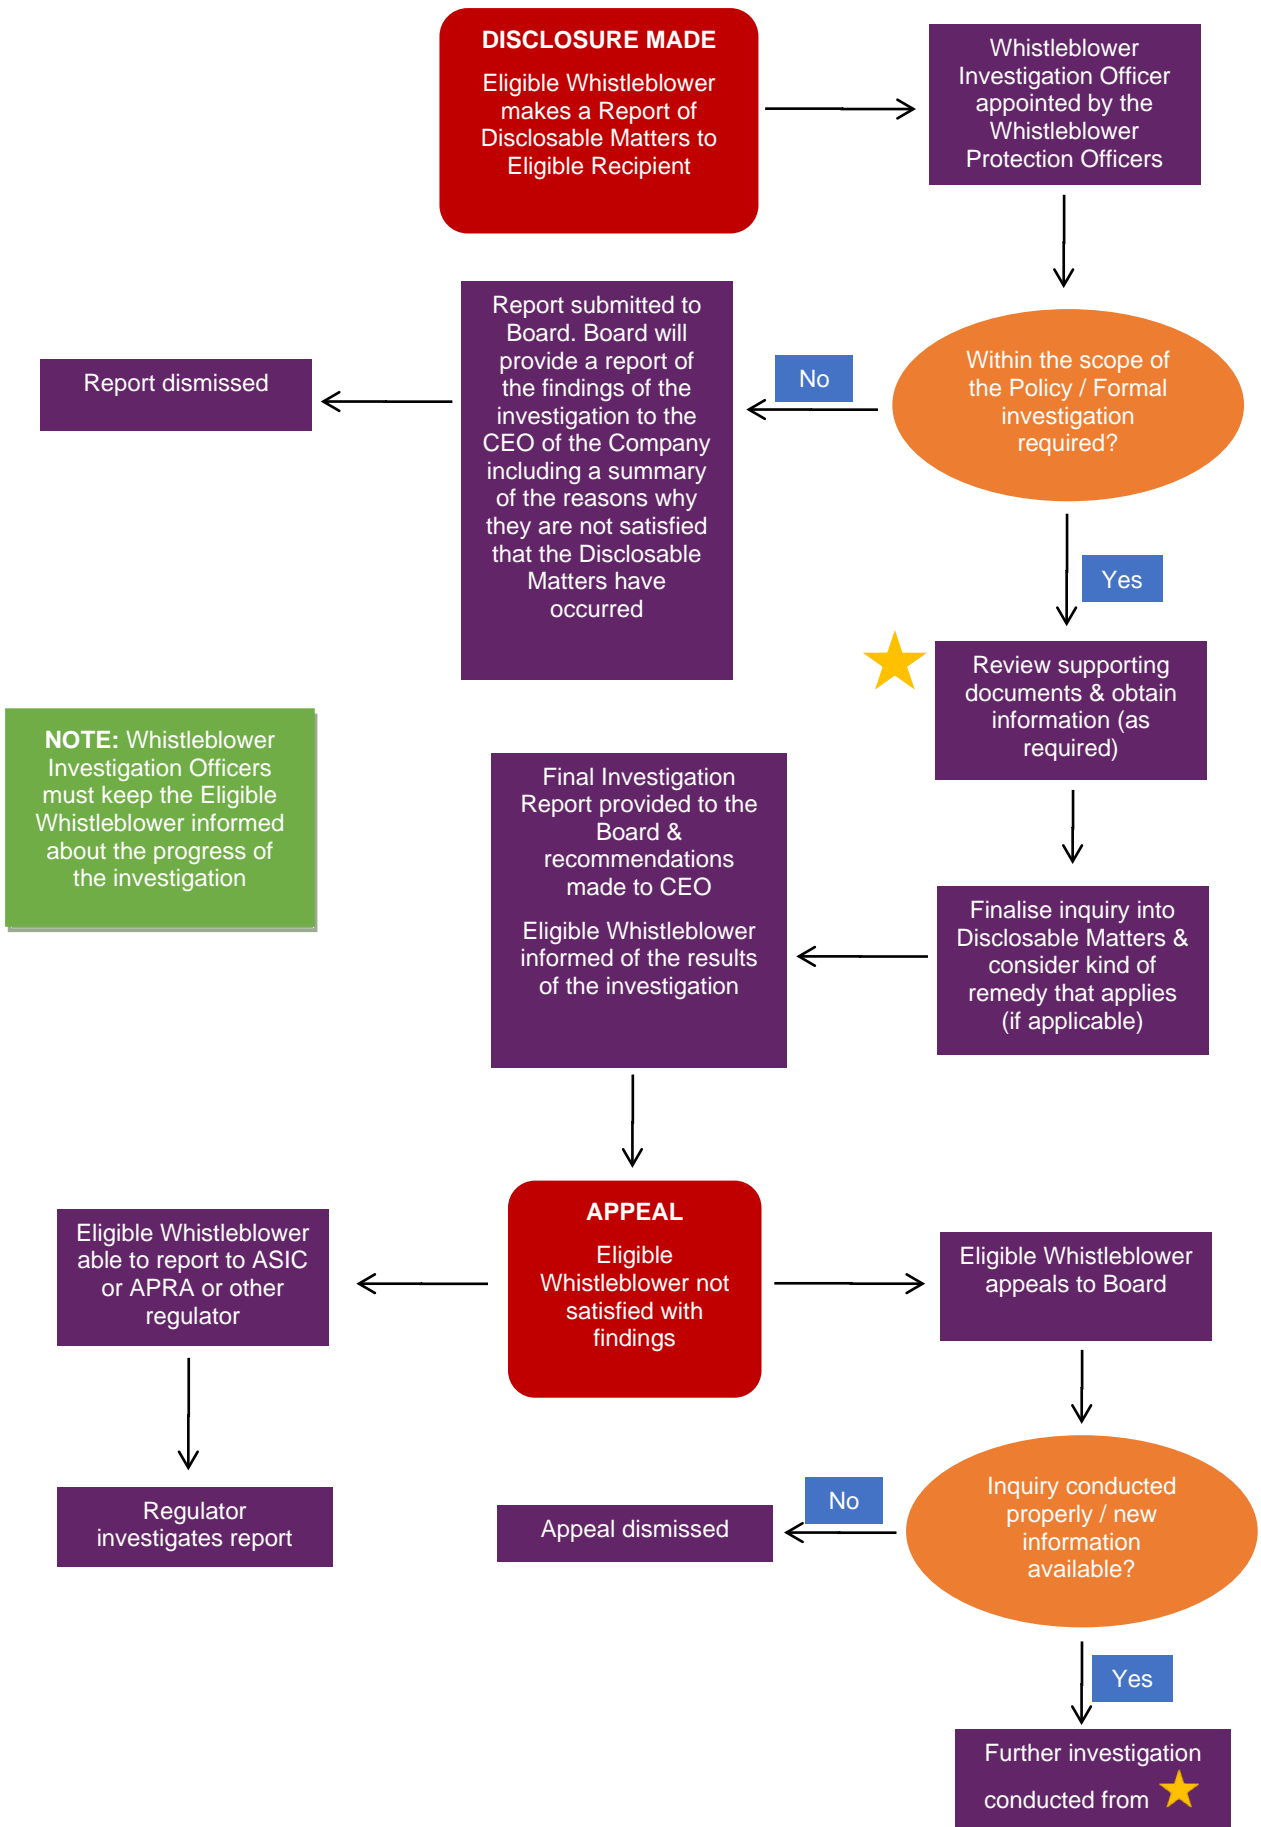 DISCLOSURE MADE
Eligible Whistleblower
makes a Report of
Disclosable Matters to
Eligible Recipient
Whistleblower
Investigation Officer
appointed by the
Whistleblower
Protection Officers
Within the scope of
the Policy / Formal
investigation
required?
No
Report submitted to
Board. Board will
provide a report of
the findings of the
investigation to the
CEO of the Company
including a summary
of the reasons why
they are not satisfied
that the Disclosable
Matters have
occurred
Report dismissed
Yes
Review supporting
documents & obtain
information (as
required)
NOTE: Whistleblower
Investigation Officers
must keep the Eligible
Whistleblower informed
about the progress of
the investigation
Finalise inquiry into
Disclosable Matters &
consider kind of
remedy that applies
(if applicable)
Final Investigation
Report provided to the
Board &
recommendations
made to CEO
Eligible Whistleblower
informed of the results
of the investigation
APPEAL
Eligible
Whistleblower not
satisfied with
findings
Eligible Whistleblower
able to report to ASIC
or APRA or other
regulator
Regulator
investigates report
Eligible Whistleblower
appeals to Board
Inquiry conducted
properly / new
information
available?
No
Appeal dismissed
Yes
Further investigation
conducted from